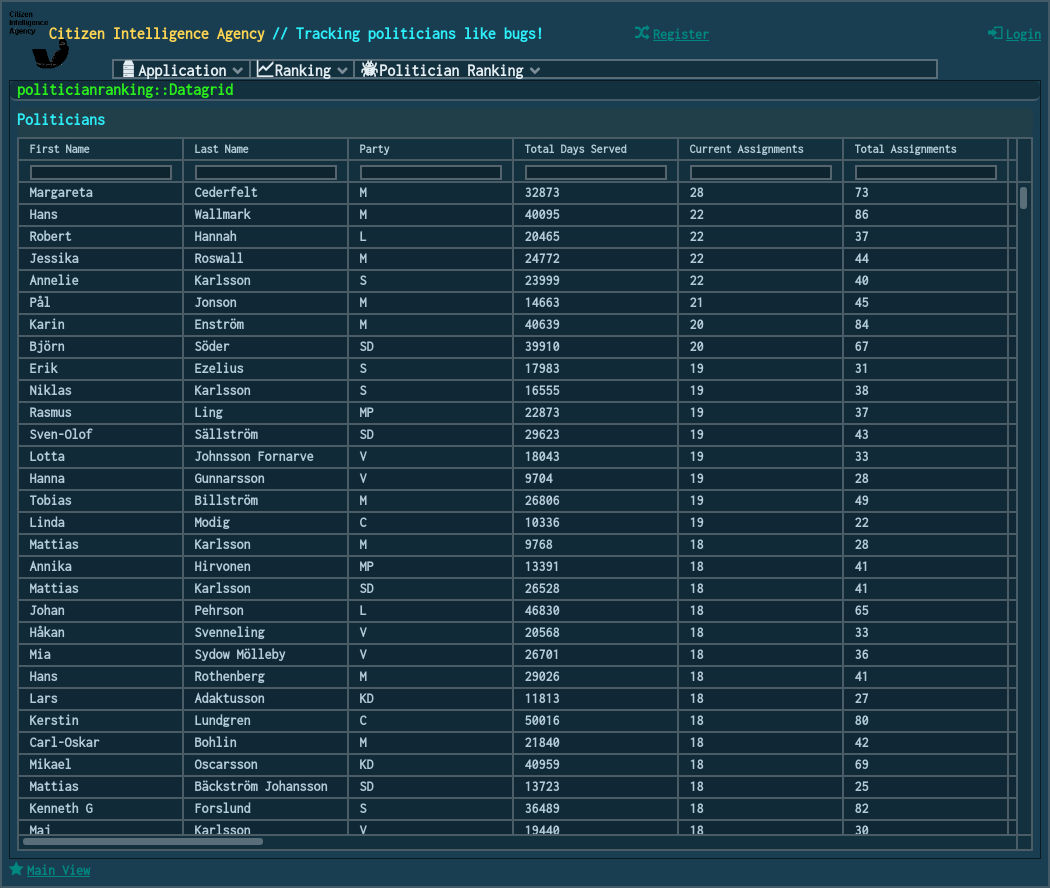 Citizen
Intelligence
Agency
Citizen Intelligence Agency // Tracking politicians like bugs!
Register
Login
Application Ranking Politician Ranking
politicianranking::Datagrid
Politicians
First Name Last Name Party Total Days Served Current Assignments Total Assignments
Margareta Cederfelt M 32873 28 73
Hans Wallmark M 40095 22 86
Robert Hannah L 20465 22 37
Jessika Roswall M 24772 22 44
Annelie Karlsson S 23999 22 40
Pål Jonson M 14663 21 45
Karin Enström M 40639 20 84
Björn Söder SD 39910 20 67
Erik Ezelius S 17983 19 31
Niklas Karlsson S 16555 19 38
Rasmus Ling MP 22873 19 37
Sven-Olof Sällström SD 29623 19 43
Lotta Johnsson Fornarve V 18043 19 33
Hanna Gunnarsson V 9704 19 28
Tobias Billström M 26806 19 49
Linda Modig C 10336 19 22
Mattias Karlsson M 9768 18 28
Annika Hirvonen MP 13391 18 41
Mattias Karlsson SD 26528 18 41
Johan Pehrson L 46830 18 65
Håkan Svenneling V 20568 18 33
Mia Sydow Mölleby V 26701 18 36
Hans Rothenberg M 29026 18 41
Lars Adaktusson KD 11813 18 27
Kerstin Lundgren C 50016 18 80
Carl-Oskar Bohlin M 21840 18 42
Mikael Oscarsson KD 40959 18 69
Mattias Bäckström Johansson SD 13723 18 25
Kenneth G Forslund S 36489 18 82
Maj Karlsson V 19440 18 30
Main View